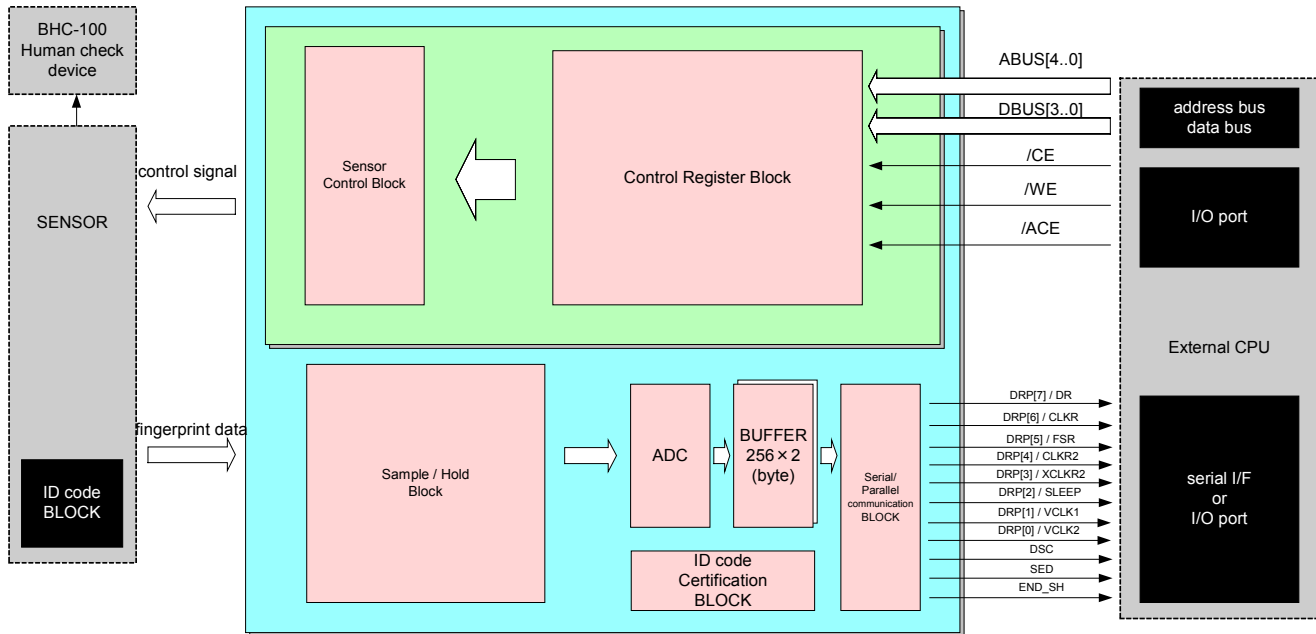 BHC-100
Human check
device
SENSOR
ID code
BLOCK
control signal
fingerprint data
Sensor
Control Block
Control Register Block
ABUS[4..0]
DBUS[3..0]
/CE
/WE
/ACE
address bus
data bus
I/O port
External CPU
serial I/F
or
I/O port
Sample / Hold
Block
ADC
BUFFER
256×2
(byte)
Serial/
Parallel
communication
BLOCK
ID code
Certification
BLOCK
DRP[7] / DR
DRP[6] / CLKR
DRP[5] / FSR
DRP[4] / CLKR2
DRP[3] / XCLKR2
DRP[2] / SLEEP
DRP[1] / VCLK1
DRP[0] / VCLK2
DSC
SED
END_SH